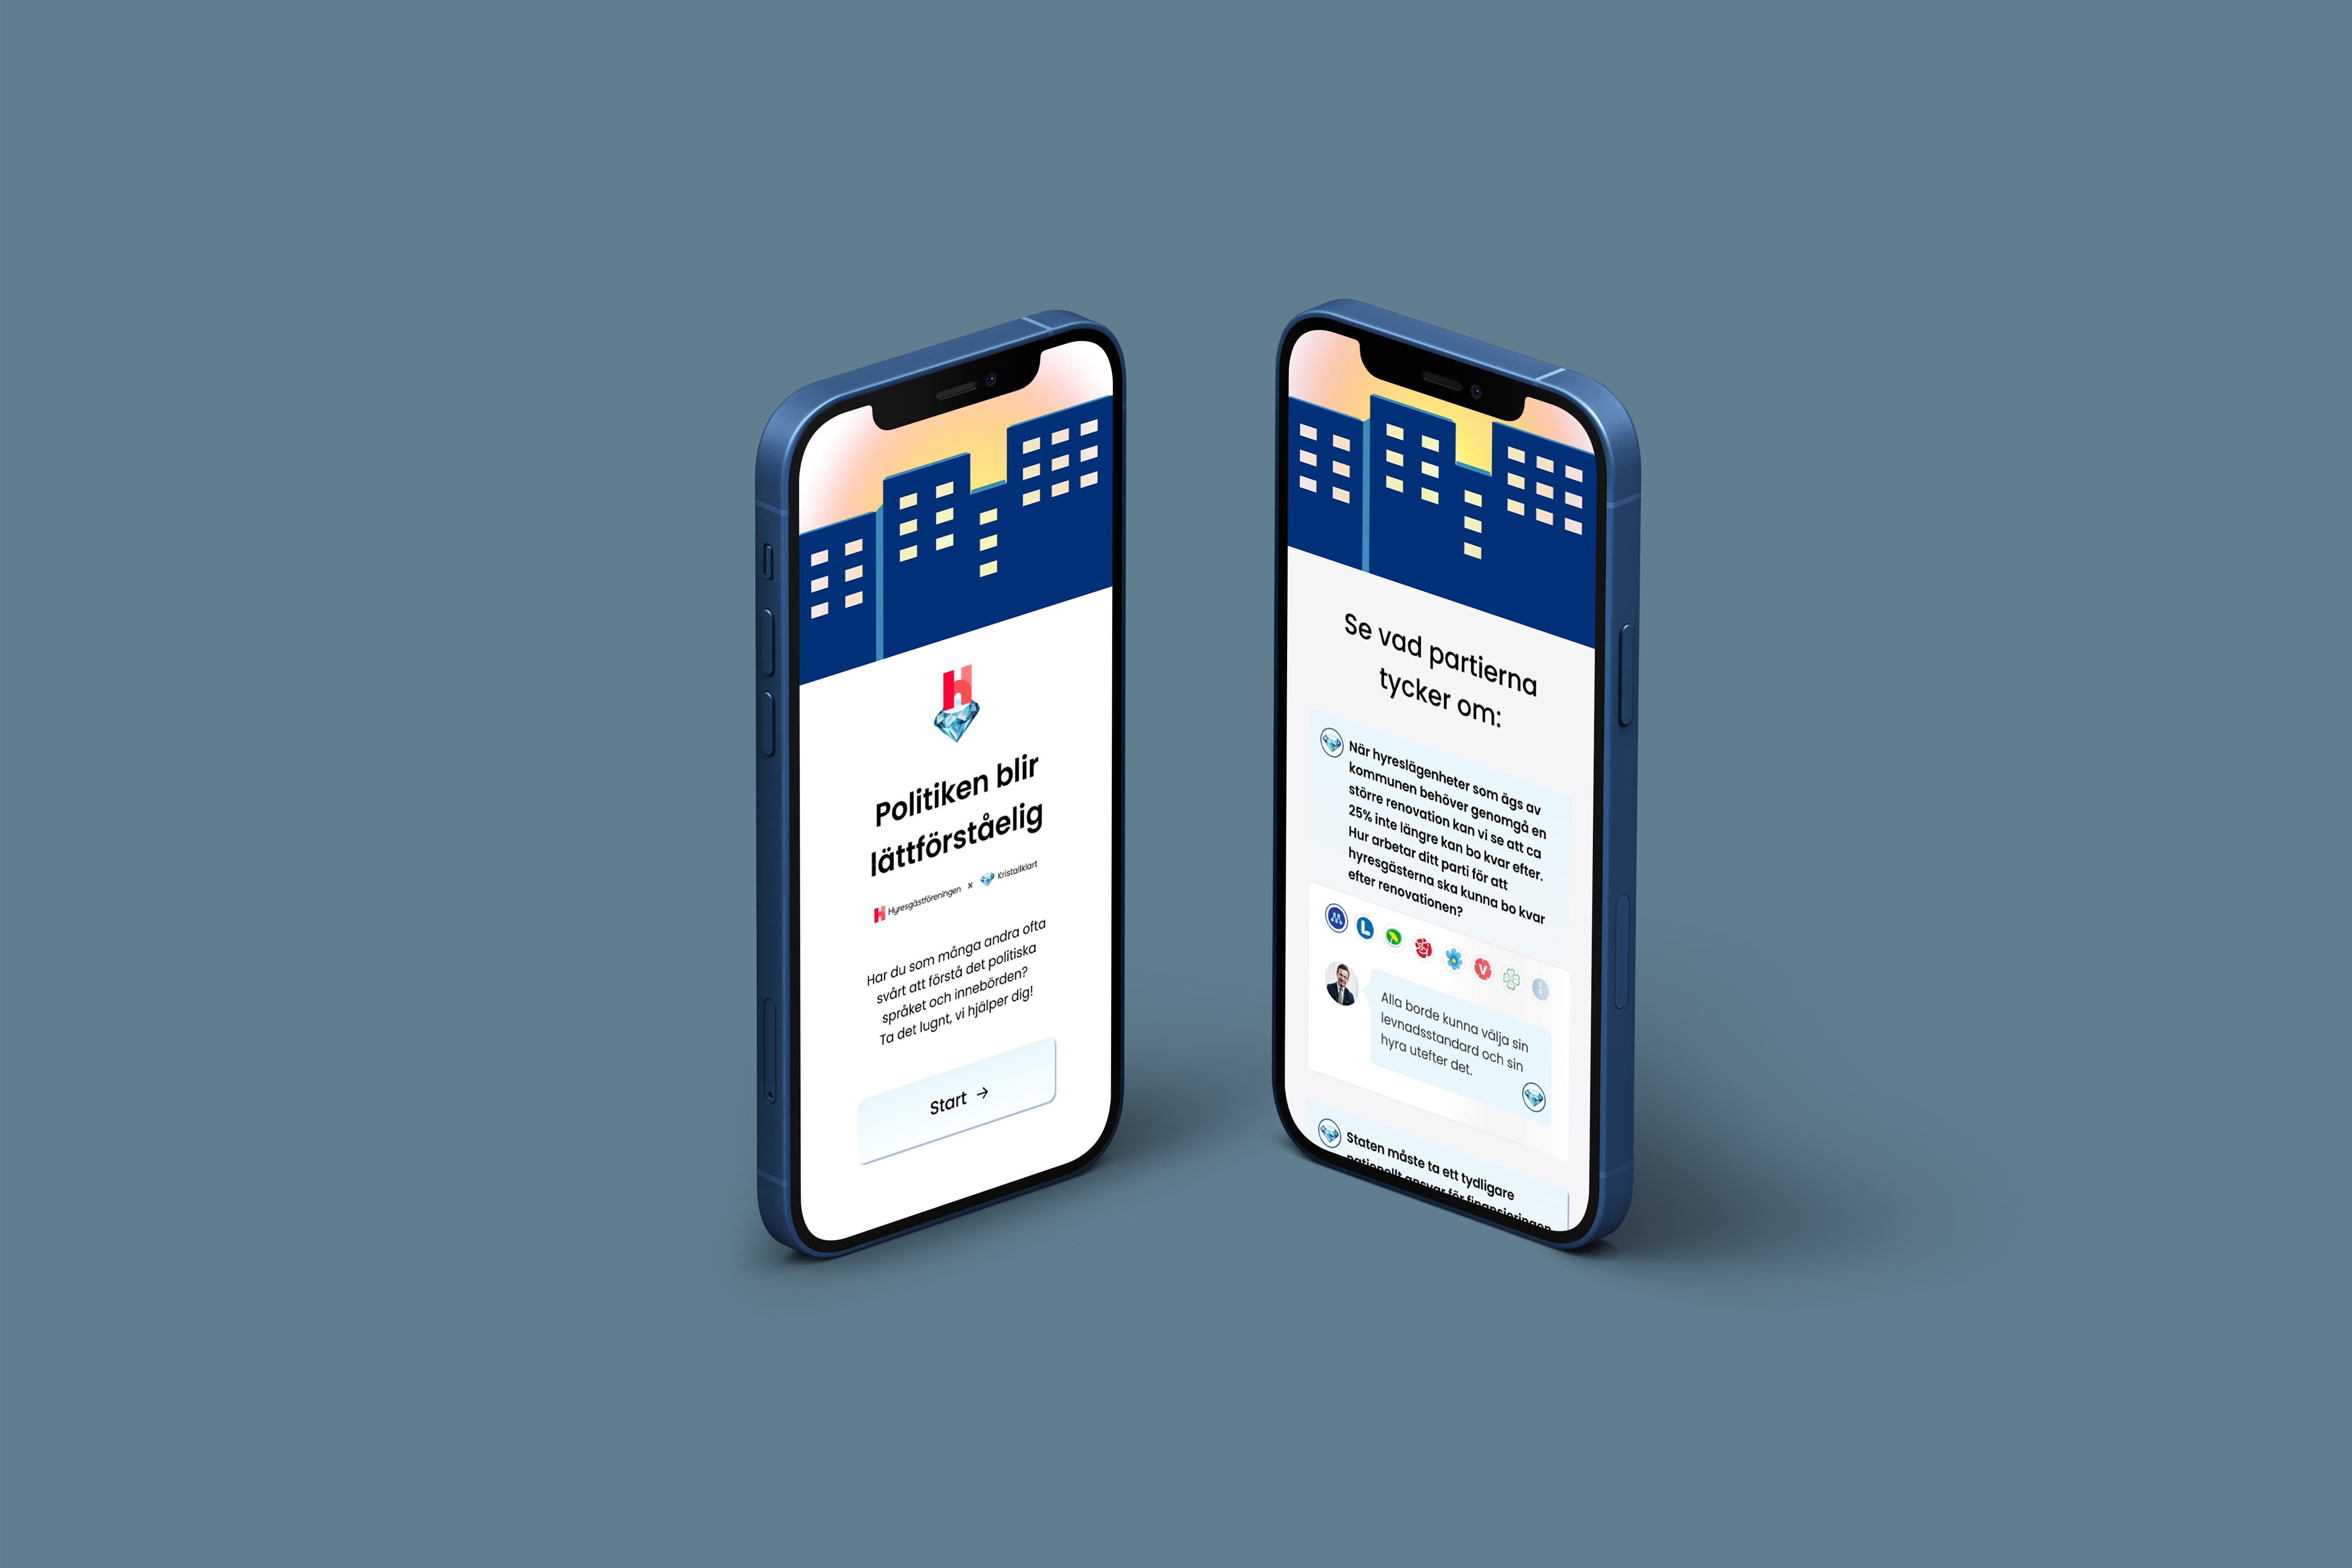 Politiken blir
lättförståelig
Hyresgästföreningen x Kristallklart
Har du som många andra ofta
svårt att förstå det politiska
språket och innebörden?
Ta det lugnt, vi hjälper dig!
Start →
Se vad partierna
tycker om:
När hyreslägenheter som ägs av
kommunen behöver genomgå en
större renovation kan vi se att ca
25% inte längre kan bo kvar efter.
Hur arbetar ditt parti för att
hyresgästerna ska kunna bo kvar
efter renovationen?
M L S V
Alla borde kunna välja sin
levnadsstandard och sin
hyra utefter det.
Staten måste ta ett tydligare
nationellt ansvar för finansieringen